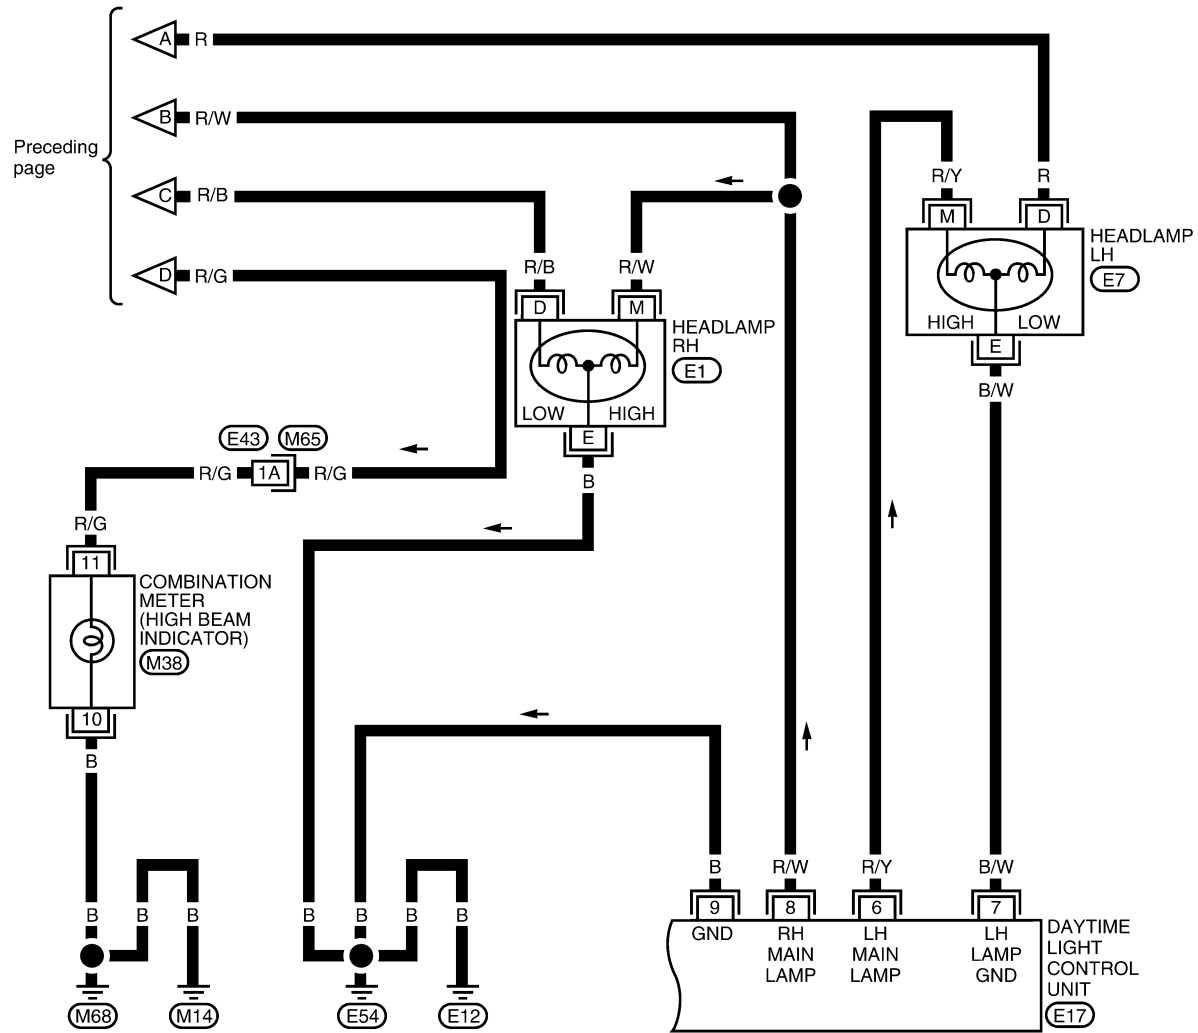 A R
B R/W
Preceding
page
C R/B
D R/G
R/Y R
M D
HEADLAMP
LH
E7
HIGH LOW
E
B/W
R/B R/W
D M
HEADLAMP
RH
E1
LOW HIGH
E
B
E43 M65
R/G 1A R/G
R/G
11
COMBINATION
METER
(HIGH BEAM
INDICATOR)
M38
10
B
B R/W R/Y B/W
9 8 6 7
B B B B B B B
GND
RH
MAIN
LAMP
LH
MAIN
LAMP
LH
LAMP
GND
DAYTIME
LIGHT
CONTROL
UNIT
E17
M68 M14 E54 E12